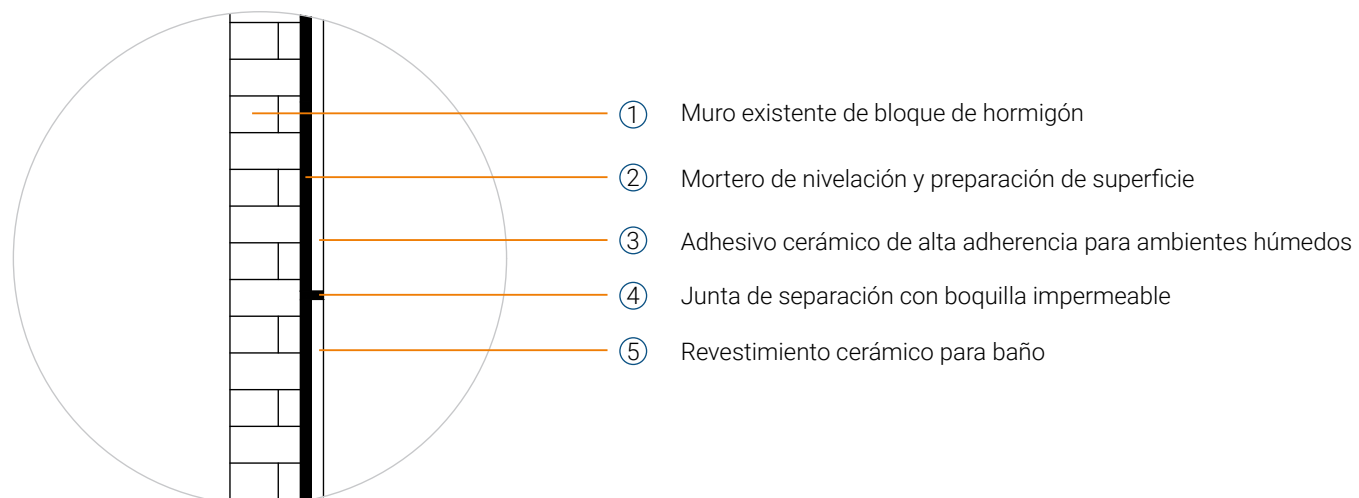 ① Muro existente de bloque de hormigón
② Mortero de nivelación y preparación de superficie
③ Adhesivo cerámico de alta adherencia para ambientes húmedos
④ Junta de separación con boquilla impermeable
⑤ Revestimiento cerámico para baño